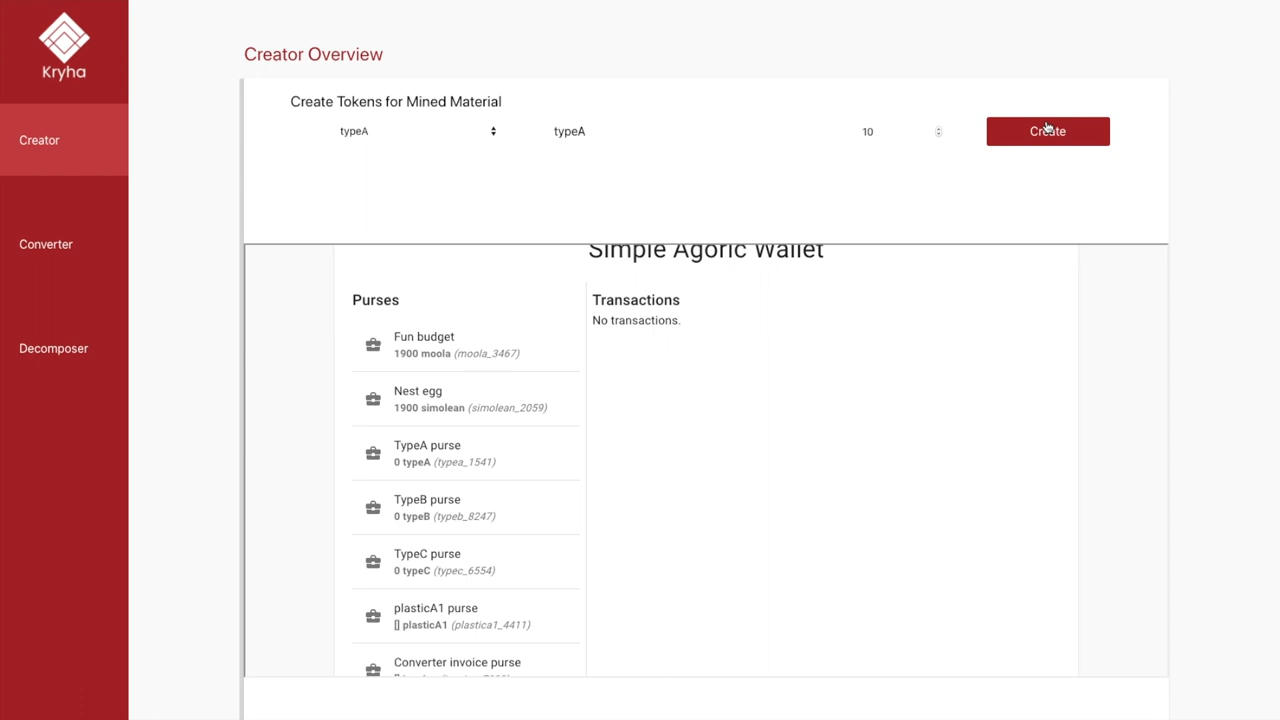 Kryha
Creator
Converter
Decomposer
Creator Overview
Create Tokens for Mined Material
typeA
typeA
10
Create
Simple Agoric Wallet
Purses
Fun budget
1900 moola (moola_3467)
Nest egg
1900 simolean (simolean_2059)
TypeA purse
0 typeA (typea_1541)
TypeB purse
0 typeB (typeb_8247)
TypeC purse
0 typeC (typec_6554)
plasticA1 purse
[] plasticA1 (plastica1_4411)
Converter invoice purse
Transactions
No transactions.